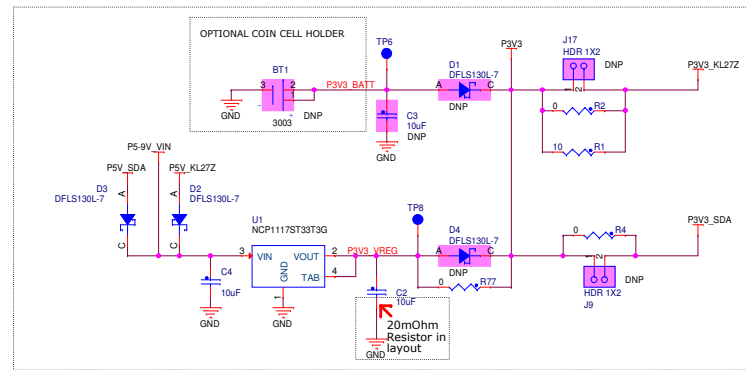 OPTIONAL COIN CELL HOLDER
BT1
3
2
1
-
+
3003
DNP
GND
P3V3_BATT
TP6
C3
10uF
DNP
GND
D1
DFLS130L-7
A
C
DNP
P3V3
J17
HDR 1X2
DNP
1
2
P3V3_KL27Z
0
R2
10
R1
P5-9V_VIN
P5V_SDA
P5V_KL27Z
D3
DFLS130L-7
A
C
D2
DFLS130L-7
A
C
C4
10uF
GND
U1
NCP1117ST33T3G
3
VIN
VOUT
2
TAB
4
GND
1
GND
P3V3_VREG
C2
10uF
20mOhm
Resistor in
layout
GND
TP8
D4
DFLS130L-7
A
C
DNP
0
R77
0
R4
P3V3_SDA
1
2
DNP
HDR 1X2
J9